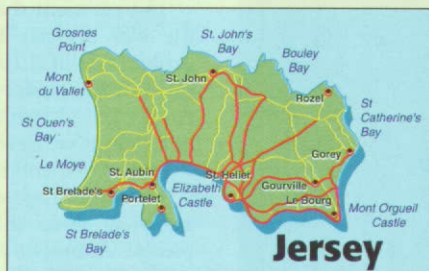 Grosnes
Point
St. John's
Bay
Bouley
Bay
St. John
Mont
du Vallet
Rozel
St
Catherine's
Bay
St Ouen's
Bay
Gorey
Le Moye
St. Aubin
St. Helier
St Brelade's
Elizabeth
Castle
Gourville
Portelet
Le Bourg
Mont Orgueil
Castle
St Brelade's
Bay
Jersey